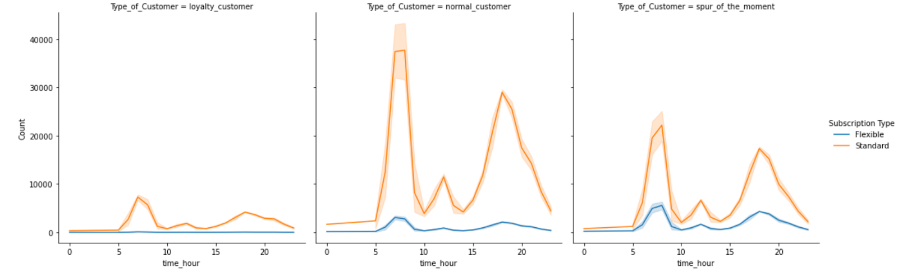 Type_of_Customer = loyalty_customer
Type_of_Customer = normal_customer
Type_of_Customer = spur_of_the_moment
40000
30000
20000
10000
0
Count
0 5 10 15 20
0 5 10 15 20
0 5 10 15 20
time_hour
time_hour
time_hour
Subscription Type
Flexible
Standard